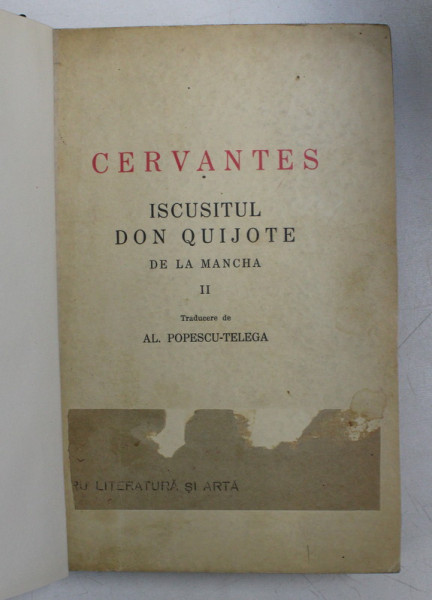 CERVANTES
ISCUSITUL
DON QUIJOTE
DE LA MANCHA
II
Traducere de
AL. POPESCU-TELEGA
LITERATURĂ ȘI ARTĂ